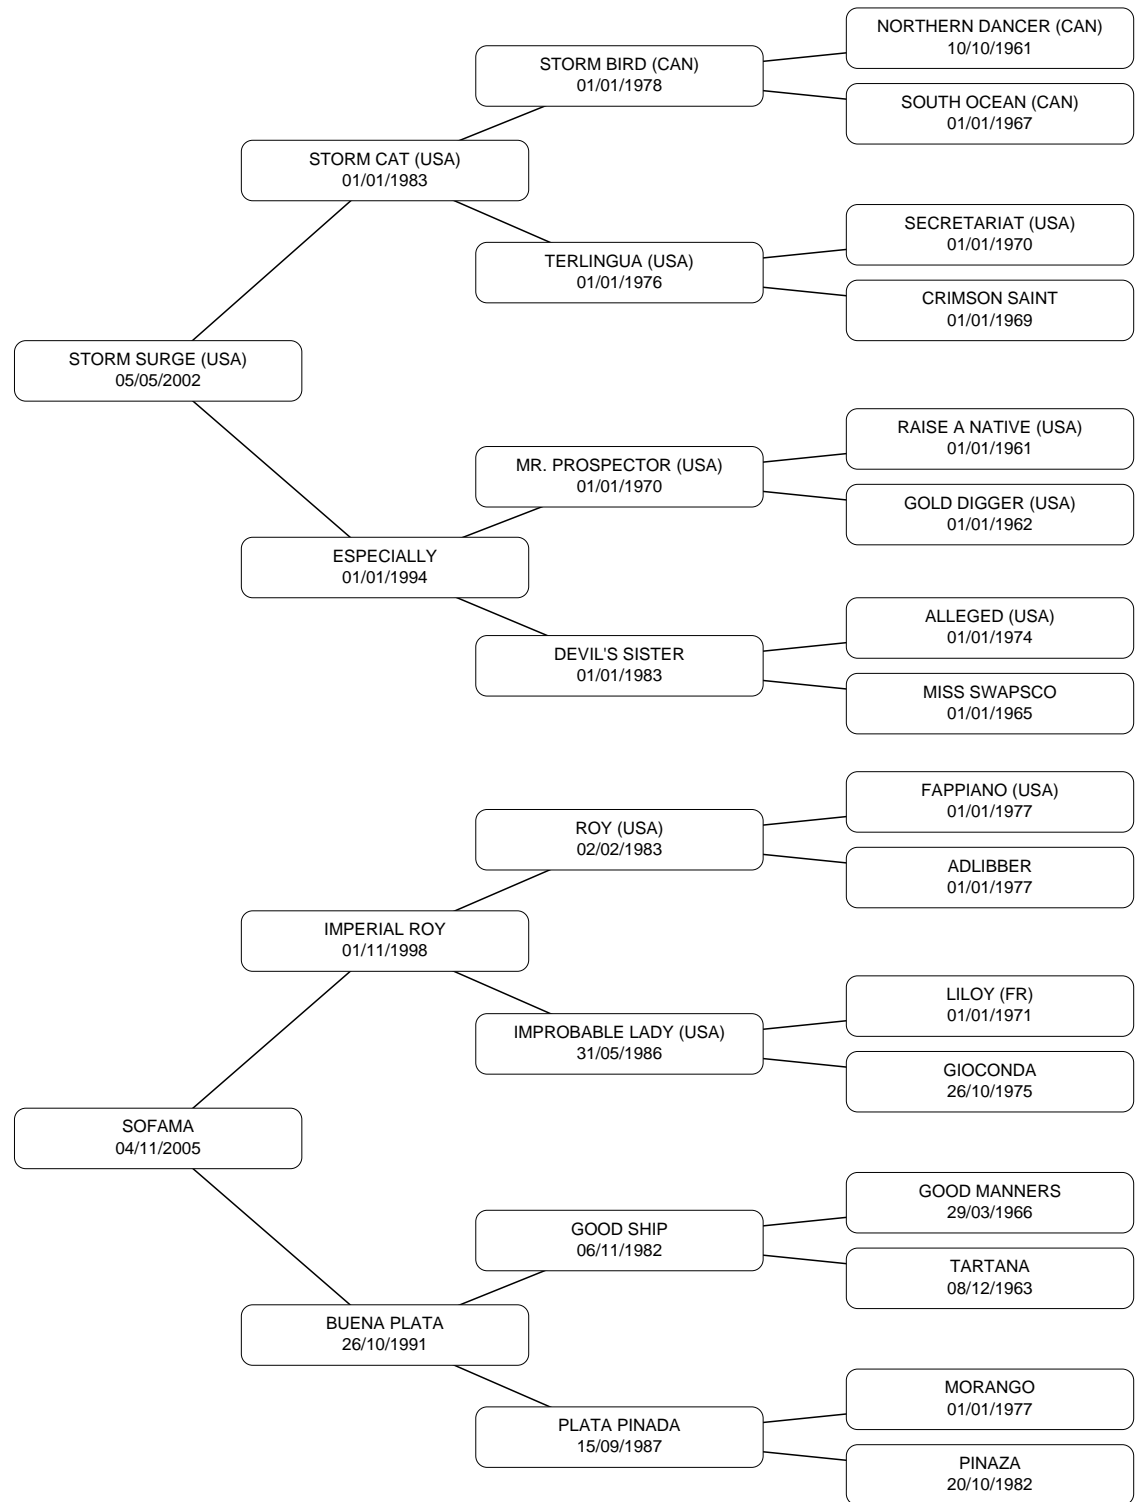 NORTHERN DANCER (CAN)
10/10/1961
STORM BIRD (CAN)
01/01/1978
SOUTH OCEAN (CAN)
01/01/1967
STORM CAT (USA)
01/01/1983
SECRETARIAT (USA)
01/01/1970
TERLINGUA (USA)
01/01/1976
CRIMSON SAINT
01/01/1969
STORM SURGE (USA)
05/05/2002
RAISE A NATIVE (USA)
01/01/1961
MR. PROSPECTOR (USA)
01/01/1970
GOLD DIGGER (USA)
01/01/1962
ESPECIALLY
01/01/1994
ALLEGED (USA)
01/01/1974
DEVIL'S SISTER
01/01/1983
MISS SWAPSCO
01/01/1965
FAPPIANO (USA)
01/01/1977
ROY (USA)
02/02/1983
ADLIBBER
01/01/1977
IMPERIAL ROY
01/11/1998
LILOY (FR)
01/01/1971
IMPROBABLE LADY (USA)
31/05/1986
GIOCONDA
26/10/1975
SOFAMA
04/11/2005
GOOD MANNERS
29/03/1966
GOOD SHIP
06/11/1982
TARTANA
08/12/1963
BUENA PLATA
26/10/1991
MORANGO
01/01/1977
PLATA PINADA
15/09/1987
PINAZA
20/10/1982